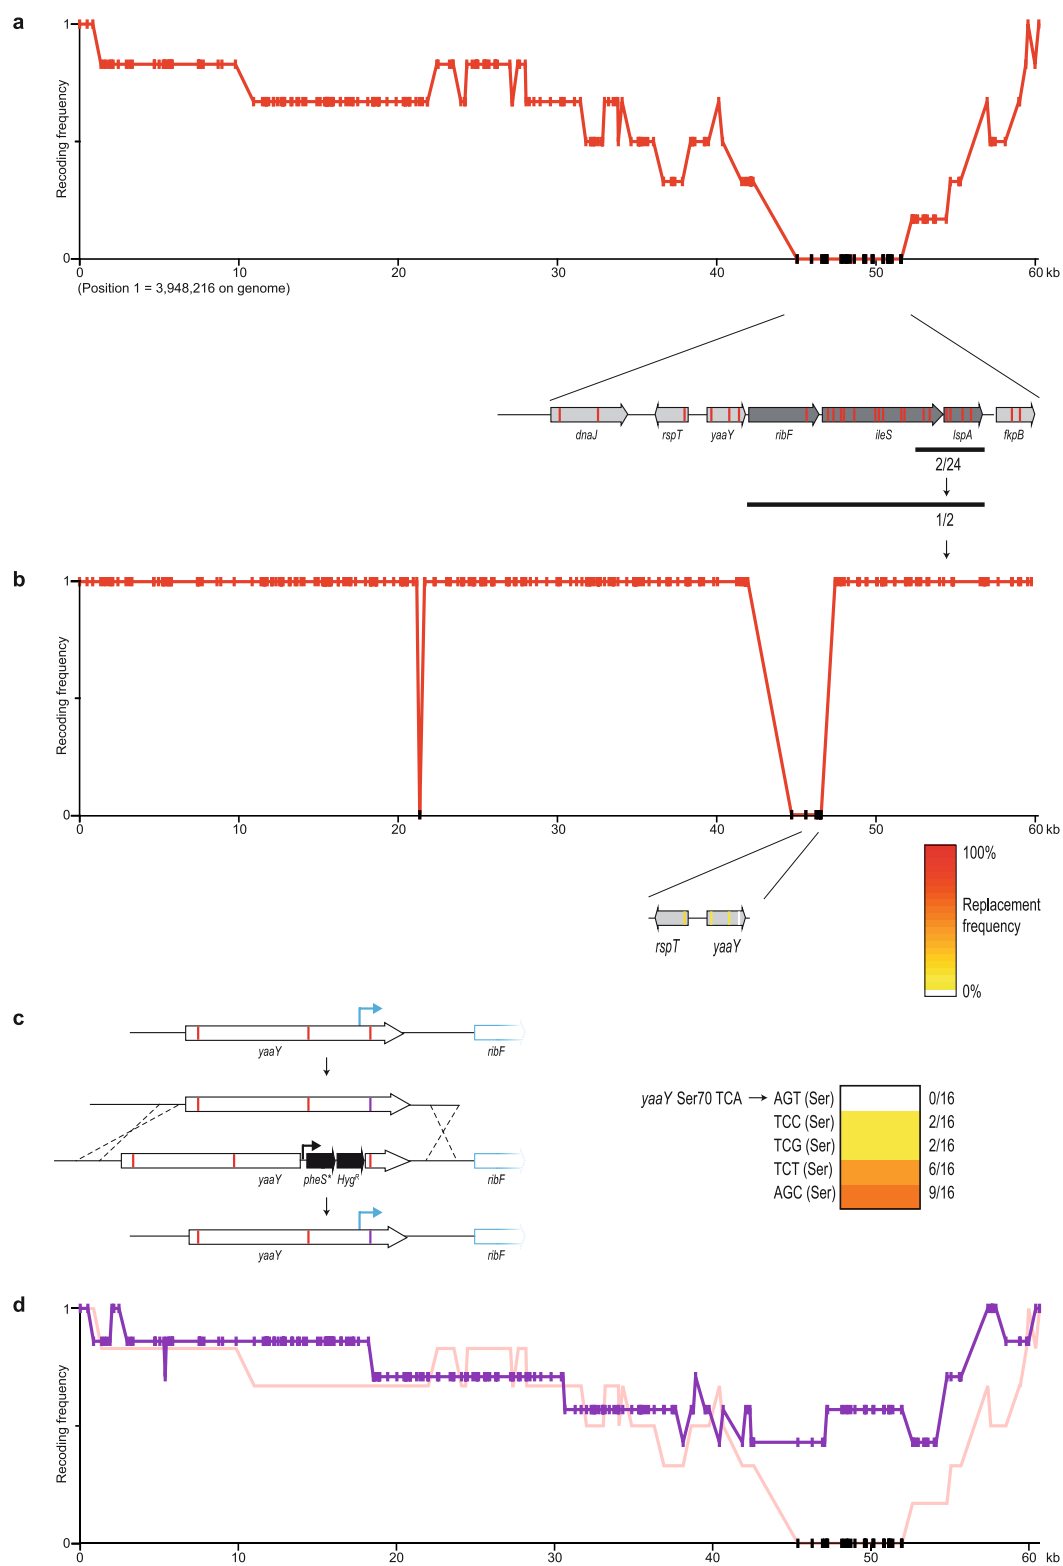 a
1
Recoding frequency
0
0 10 20 30 40 50 60 kb
(Position 1 = 3,948,216 on genome)
dnaJ rspT yaaY ribF ileS lspA fkpB
2/24
1/2
b
1
Recoding frequency
0
0 10 20 30 40 50 60 kb
100%
Replacement
frequency
0%
rspT yaaY
c
yaaY ribF
yaaY Ser70 TCA → AGT (Ser) 0/16
TCC (Ser) 2/16
TCG (Ser) 2/16
TCT (Ser) 6/16
AGC (Ser) 9/16
yaaY pheS* Hygᴿ ribF
yaaY ribF
d
1
Recoding frequency
0
0 10 20 30 40 50 60 kb